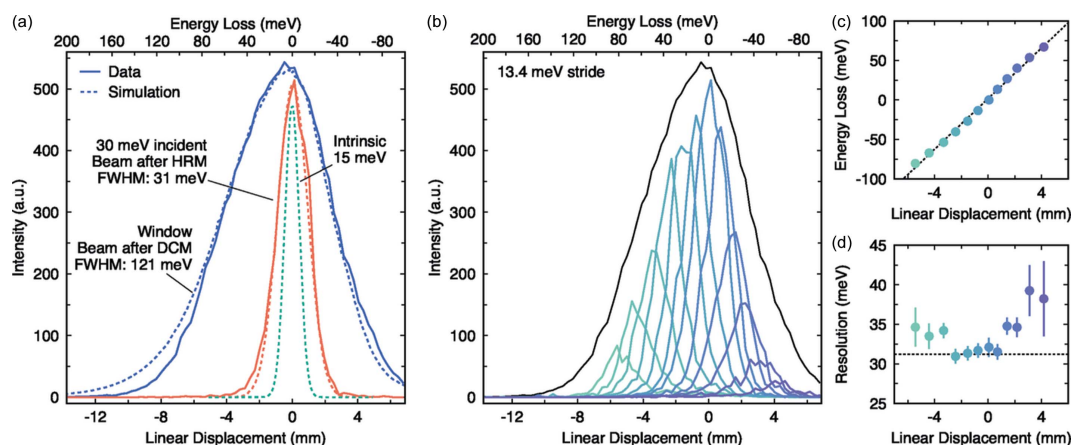 (a)
Energy Loss (meV)
200 160 120 80 40 0 -40 -80
Data
Simulation
30 meV incident
Beam after HRM
FWHM: 31 meV
Intrinsic
15 meV
Window
Beam after DCM
FWHM: 121 meV
Intensity (a.u.)
500
400
300
200
100
0
-12 -8 -4 0 4
Linear Displacement (mm)
(b)
Energy Loss (meV)
200 160 120 80 40 0 -40 -80
13.4 meV stride
Intensity (a.u.)
500
400
300
200
100
0
-12 -8 -4 0 4
Linear Displacement (mm)
(c)
Energy Loss (meV)
100
50
0
-50
-100
-4 0 4
Linear Displacement (mm)
(d)
Resolution (meV)
45
40
35
30
25
-4 0 4
Linear Displacement (mm)